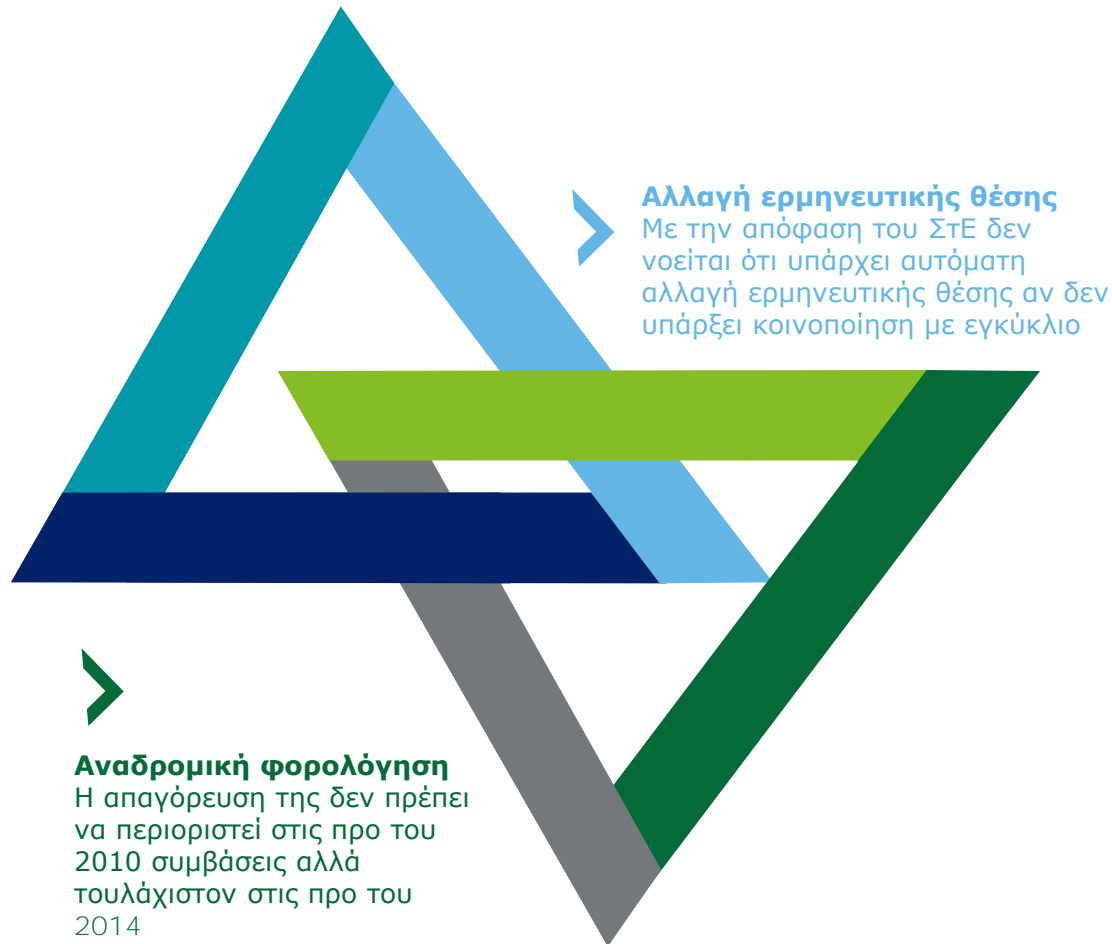 Αλλαγή ερμηνευτικής θέσης
Με την απόφαση του ΣτΕ δεν
νοείται ότι υπάρχει αυτόματη
αλλαγή ερμηνευτικής θέσης αν δεν
υπάρξει κοινοποίηση με εγκύκλιο
Αναδρομική φορολόγηση
Η απαγόρευση της δεν πρέπει
να περιοριστεί στις προ του
2010 συμβάσεις αλλά
τουλάχιστον στις προ του
2014